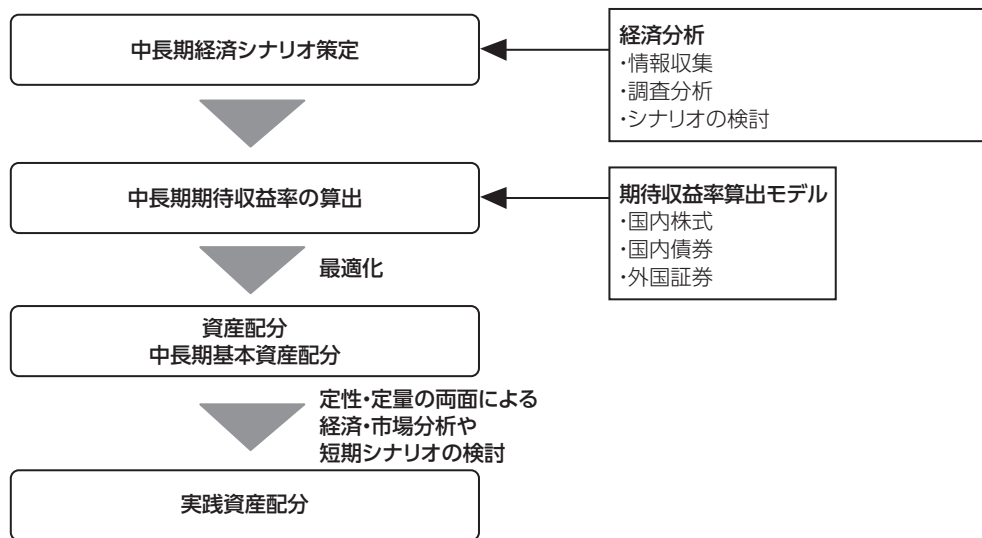 中長期経済シナリオ策定
経済分析
・情報収集
・調査分析
・シナリオの検討
中長期期待収益率の算出
期待収益率算出モデル
・国内株式
・国内債券
・外国証券
最適化
資産配分
中長期基本資産配分
定性・定量の両面による
経済・市場分析や
短期シナリオの検討
実践資産配分